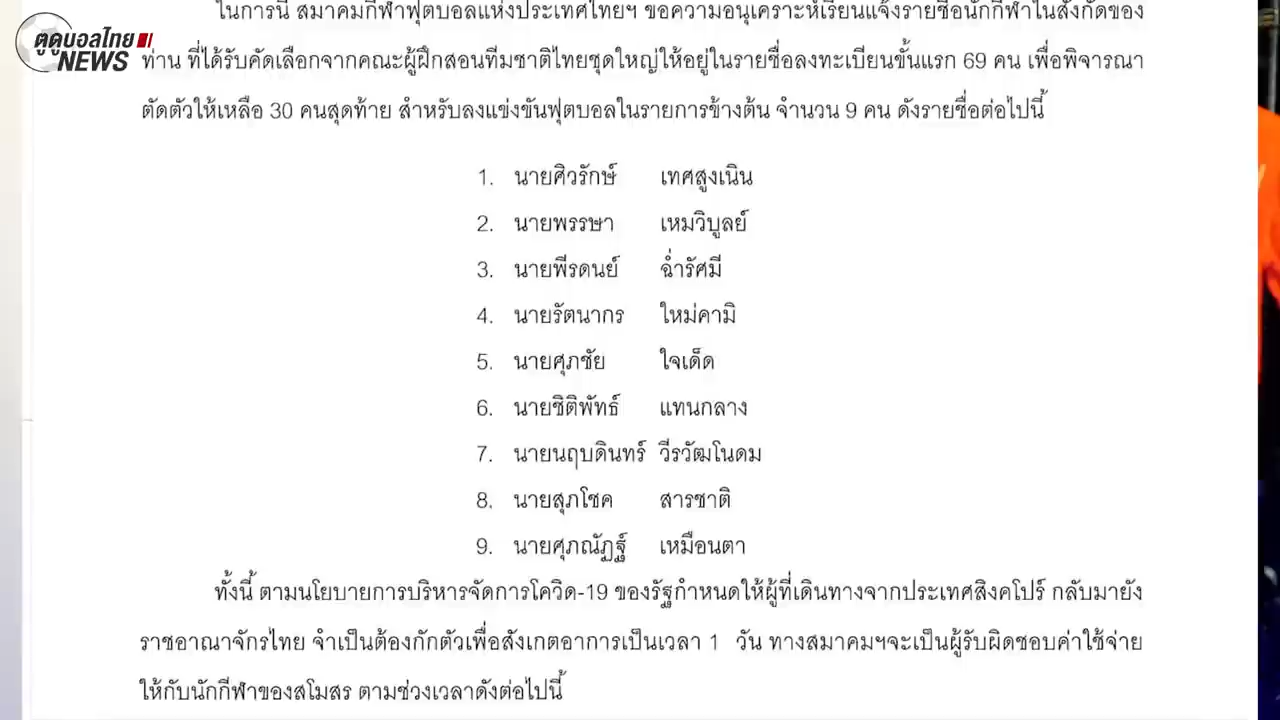 ในการนี้ สมาคมกีฬาฟุตบอลแห่งประเทศไทยฯ ขอความอนุเคราะห์เรียนแจ้งรายชื่อนักกีฬาในสังกัดของ
ตูดูบอลไทย
NEWS
ท่าน ที่ได้รับคัดเลือกจากคณะผู้ฝึกสอนทีมชาติไทยชุดใหญ่ให้อยู่ในรายชื่อลงทะเบียนขั้นแรก 69 คน เพื่อพิจารณา
ตัดตัวให้เหลือ 30 คนสุดท้าย สำหรับลงแข่งขันฟุตบอลในรายการข้างต้น จำนวน 9 คน ดังรายชื่อต่อไปนี้
1. นายศิวรักษ์ เทศสูงเนิน
2. นายพรรษา เหมวิบูลย์
3. นายพีรดนย์ ฉ่ำรัศมี
4. นายรัตนากร ใหม่คามิ
5. นายศุภชัย ใจเด็ด
6. นายชิติพัทธ์ แทนกลาง
7. นายนฤบดินทร์ วีรวัฒโนดม
8. นายสุภโชค สารชาติ
9. นายศุภณัฏฐ์ เหมือนตา
ทั้งนี้ ตามนโยบายการบริหารจัดการโควิด-19 ของรัฐกำหนดให้ผู้ที่เดินทางจากประเทศสิงคโปร์ กลับมายัง
ราชอาณาจักรไทย จำเป็นต้องกักตัวเพื่อสังเกตอาการเป็นเวลา 1 วัน ทางสมาคมฯจะเป็นผู้รับผิดชอบค่าใช้จ่าย
ให้กับนักกีฬาของสโมสร ตามช่วงเวลาดังต่อไปนี้